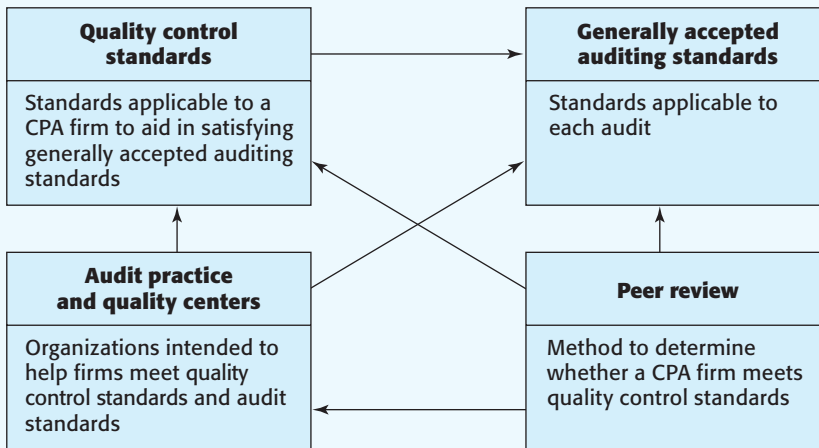 Quality control
standards
Standards applicable to a
CPA firm to aid in satisfying
generally accepted auditing
standards
Generally accepted
auditing standards
Standards applicable to
each audit
Audit practice
and quality centers
Organizations intended to
help firms meet quality
control standards and audit
standards
Peer review
Method to determine
whether a CPA firm meets
quality control standards